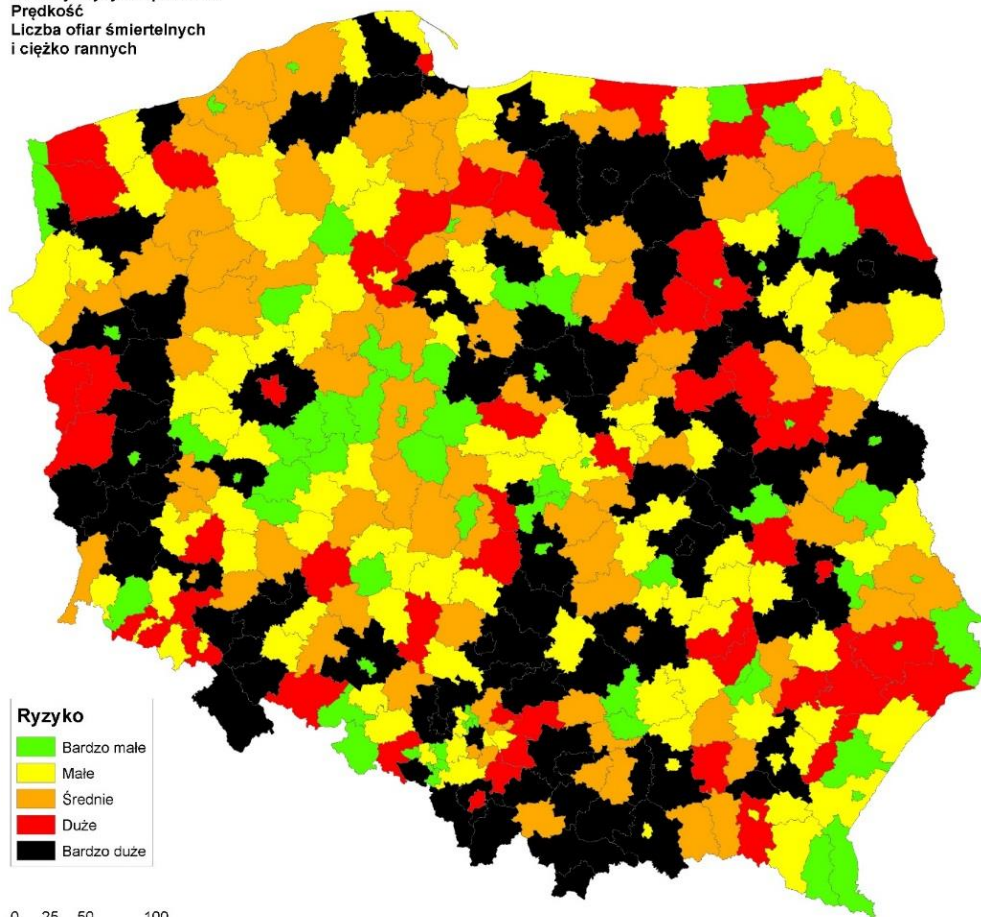 Prędkość
Liczba ofiar śmiertelnych
i ciężko rannych
Ryzyko
Bardzo małe
Małe
Średnie
Duże
Bardzo duże
0 25 50 100